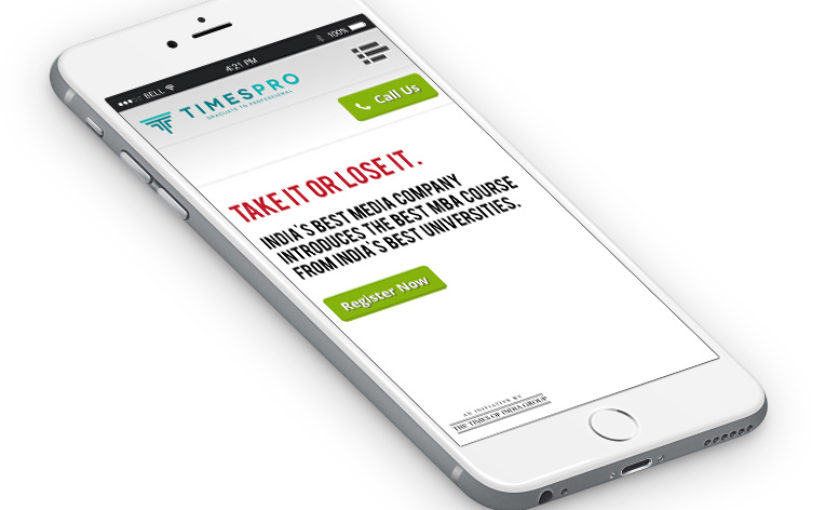 BELL
4:21 PM
100%
TIMESPRO
GRADUATE TO PROFESSIONAL
Call Us
TAKE IT OR LOSE IT.
INDIA'S BEST MEDIA COMPANY
INTRODUCES THE BEST MBA COURSE
FROM INDIA'S BEST UNIVERSITIES.
Register Now
AN INITIATIVE BY
THE TIMES OF INDIA GROUP